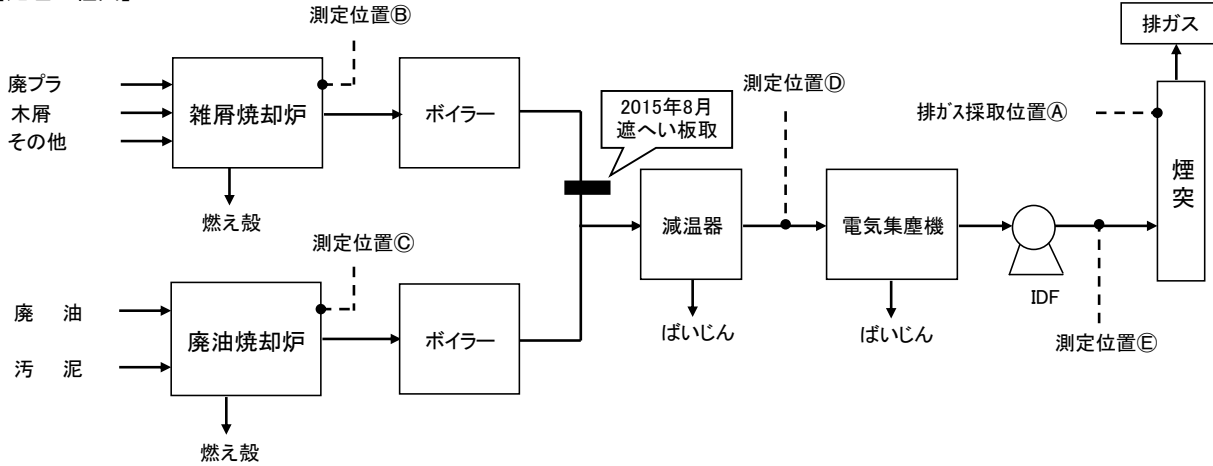 測定位置Ⓑ
排ガス
廃プラ
木屑
その他
雑屑焼却炉
ボイラー
2015年8月
遮へい板取
測定位置Ⓓ
排ガス採取位置Ⓐ
燃え殻
減温器
電気集塵機
煙突
測定位置Ⓒ
IDF
廃 油
汚 泥
廃油焼却炉
ボイラー
ばいじん
ばいじん
測定位置Ⓔ
燃え殻